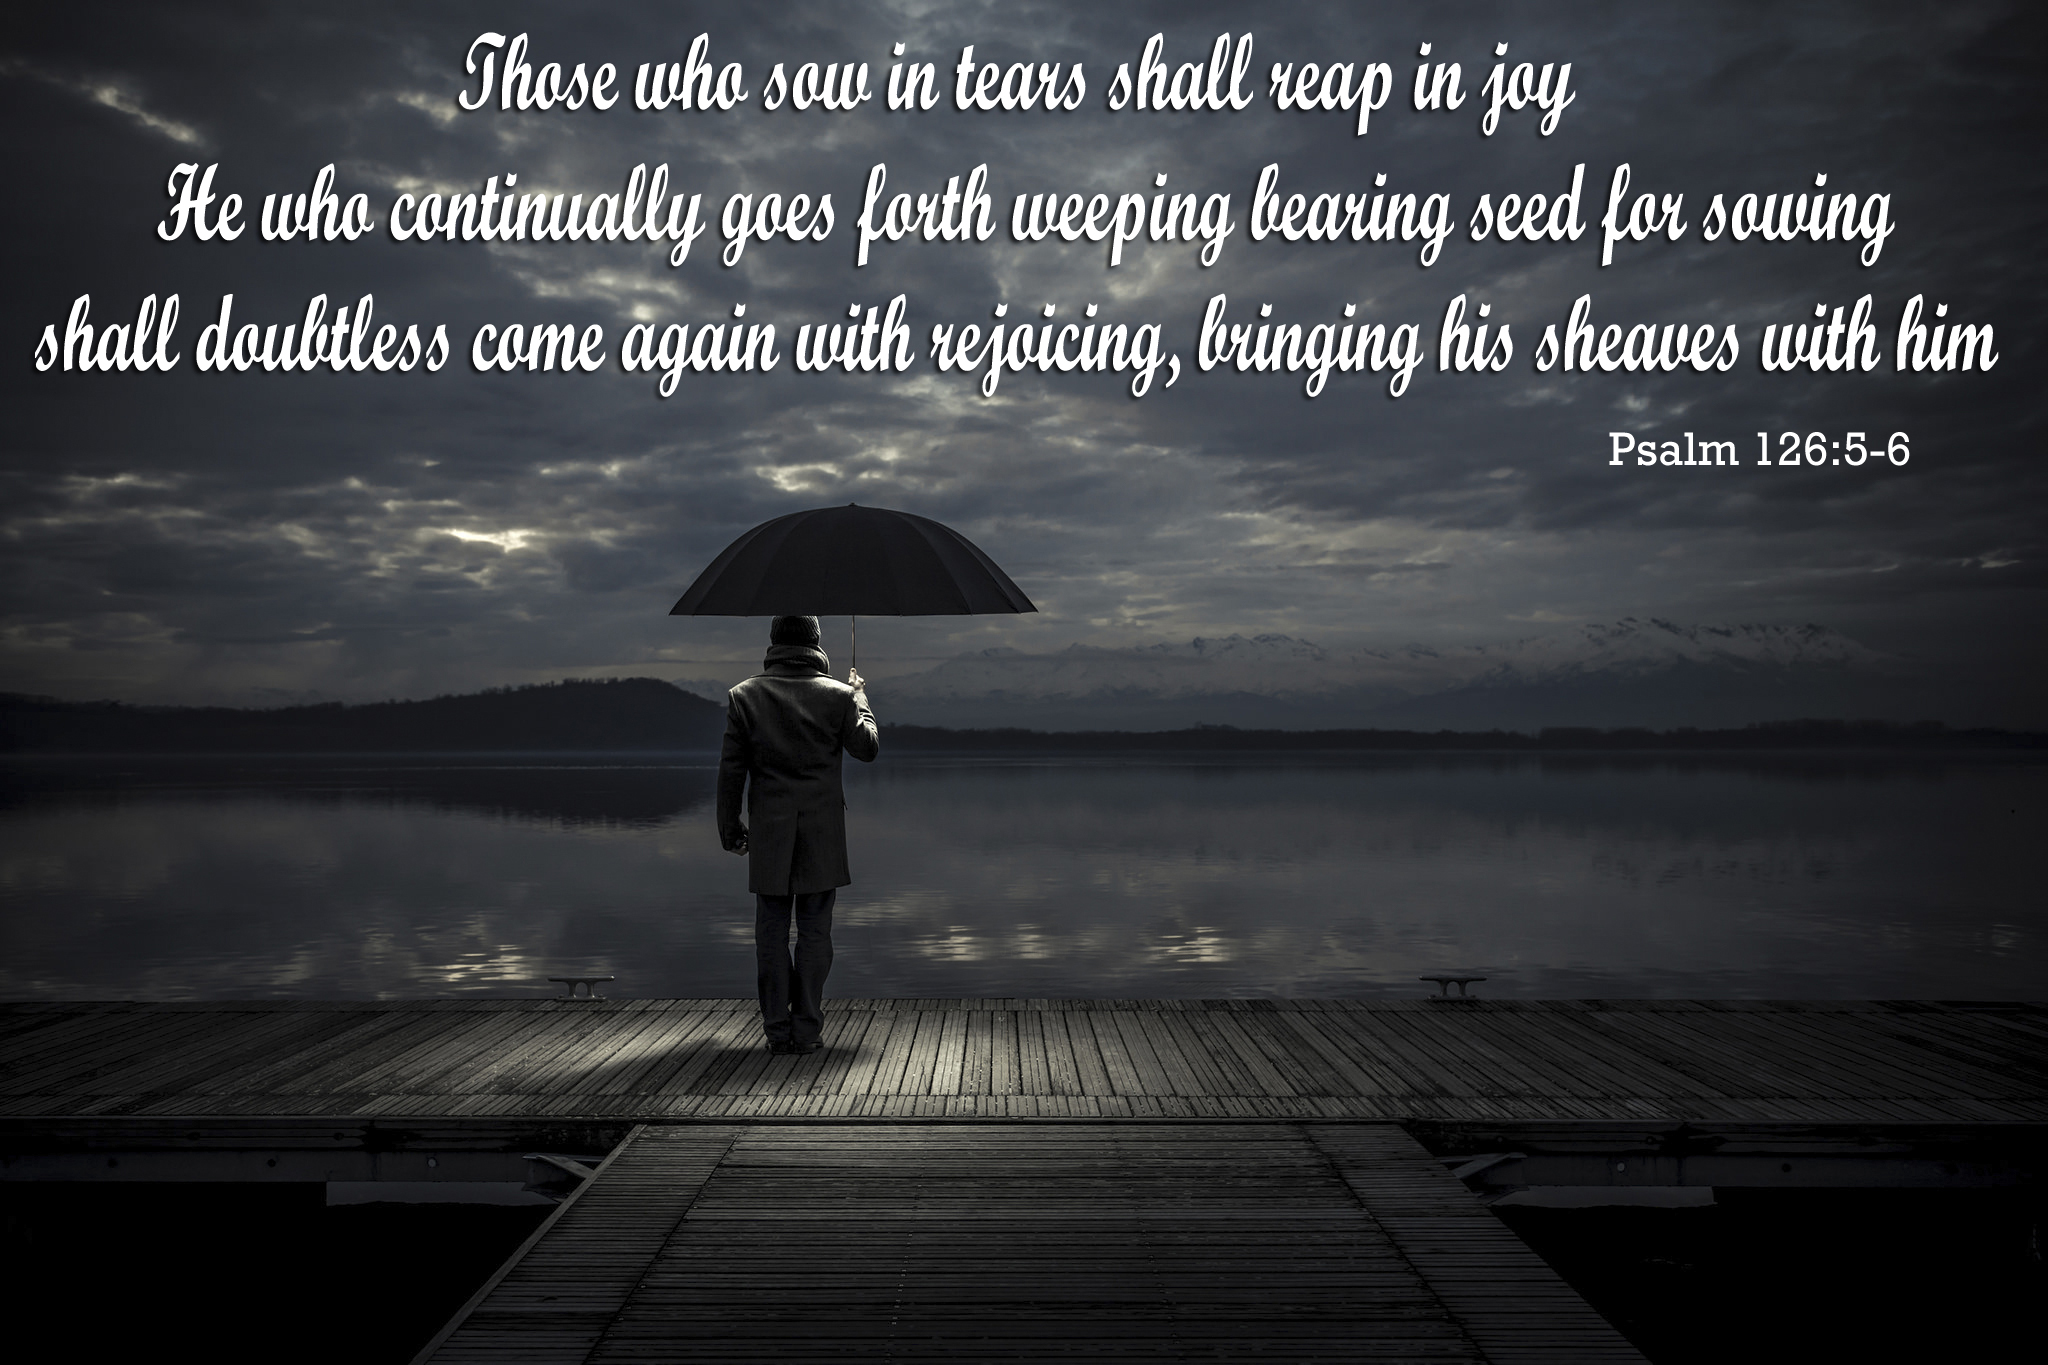 Those who sow in tears shall reap in joy
He who continually goes forth weeping bearing seed for sowing
shall doubtless come again with rejoicing, bringing his sheaves with him
Psalm 126:5-6